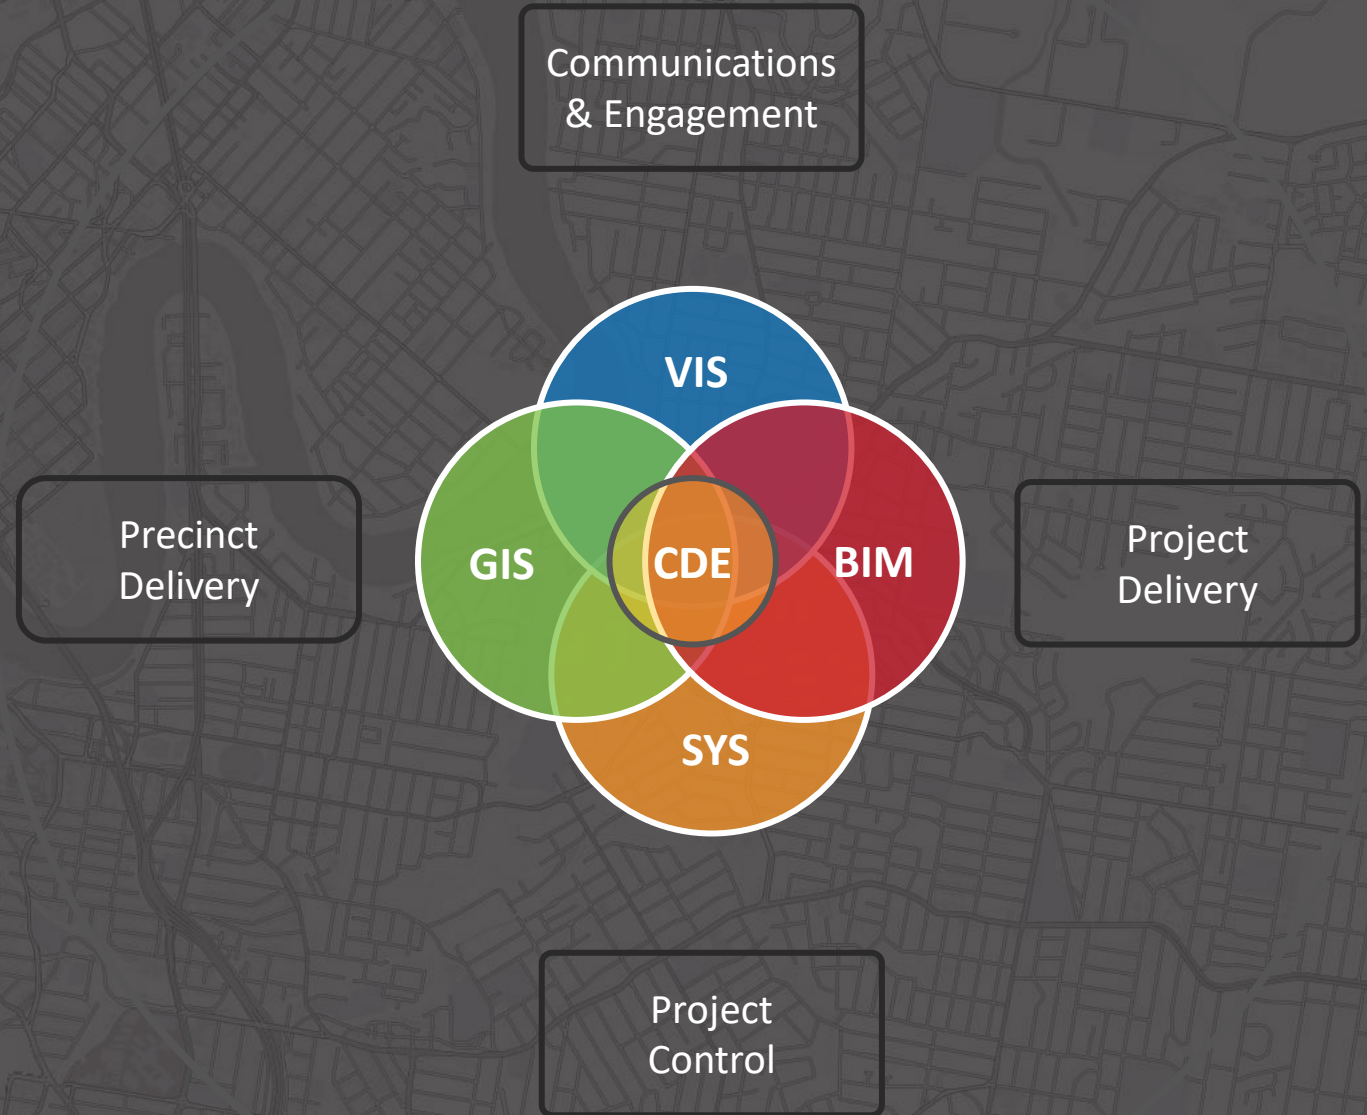 Communications
& Engagement
VIS
Precinct
Delivery
GIS
CDE
BIM
Project
Delivery
SYS
Project
Control